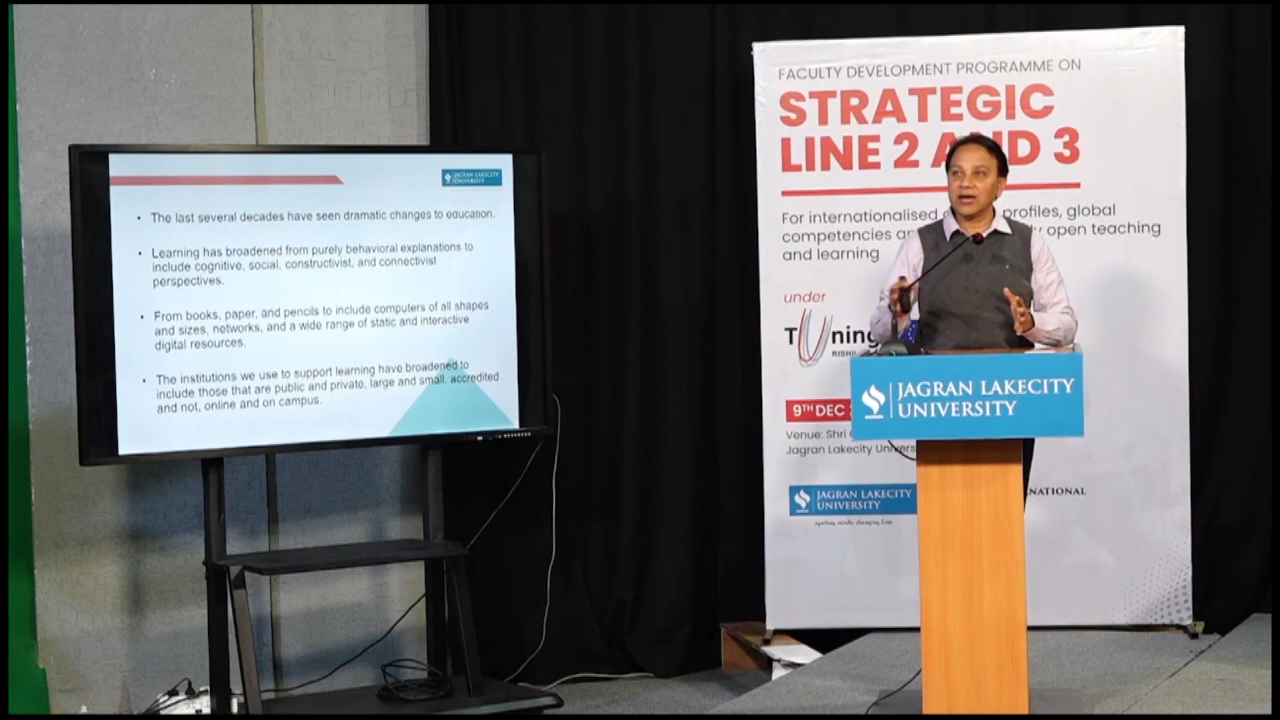 JAGRAN LAKECITY
UNIVERSITY
• The last several decades have seen dramatic changes to education.
• Learning has broadened from purely behavioral explanations to
include cognitive, social, constructivist, and connectivist
perspectives.
• From books, paper, and pencils to include computers of all shapes
and sizes, networks, and a wide range of static and interactive
digital resources.
• The institutions we use to support learning have broadened to
include those that are public and private, large and small, accredited
and not, online and on campus.
FACULTY DEVELOPMENT PROGRAMME ON
STRATEGIC
LINE 2 A D 3
For internationalised profiles, global
competencies open teaching
and learning
under
Tuning
9TH DEC
Venue: Shri
Jagran Lakecity
JAGRAN LAKECITY
UNIVERSITY
JAGRAN LAKECITY
UNIVERSITY
NATIONAL